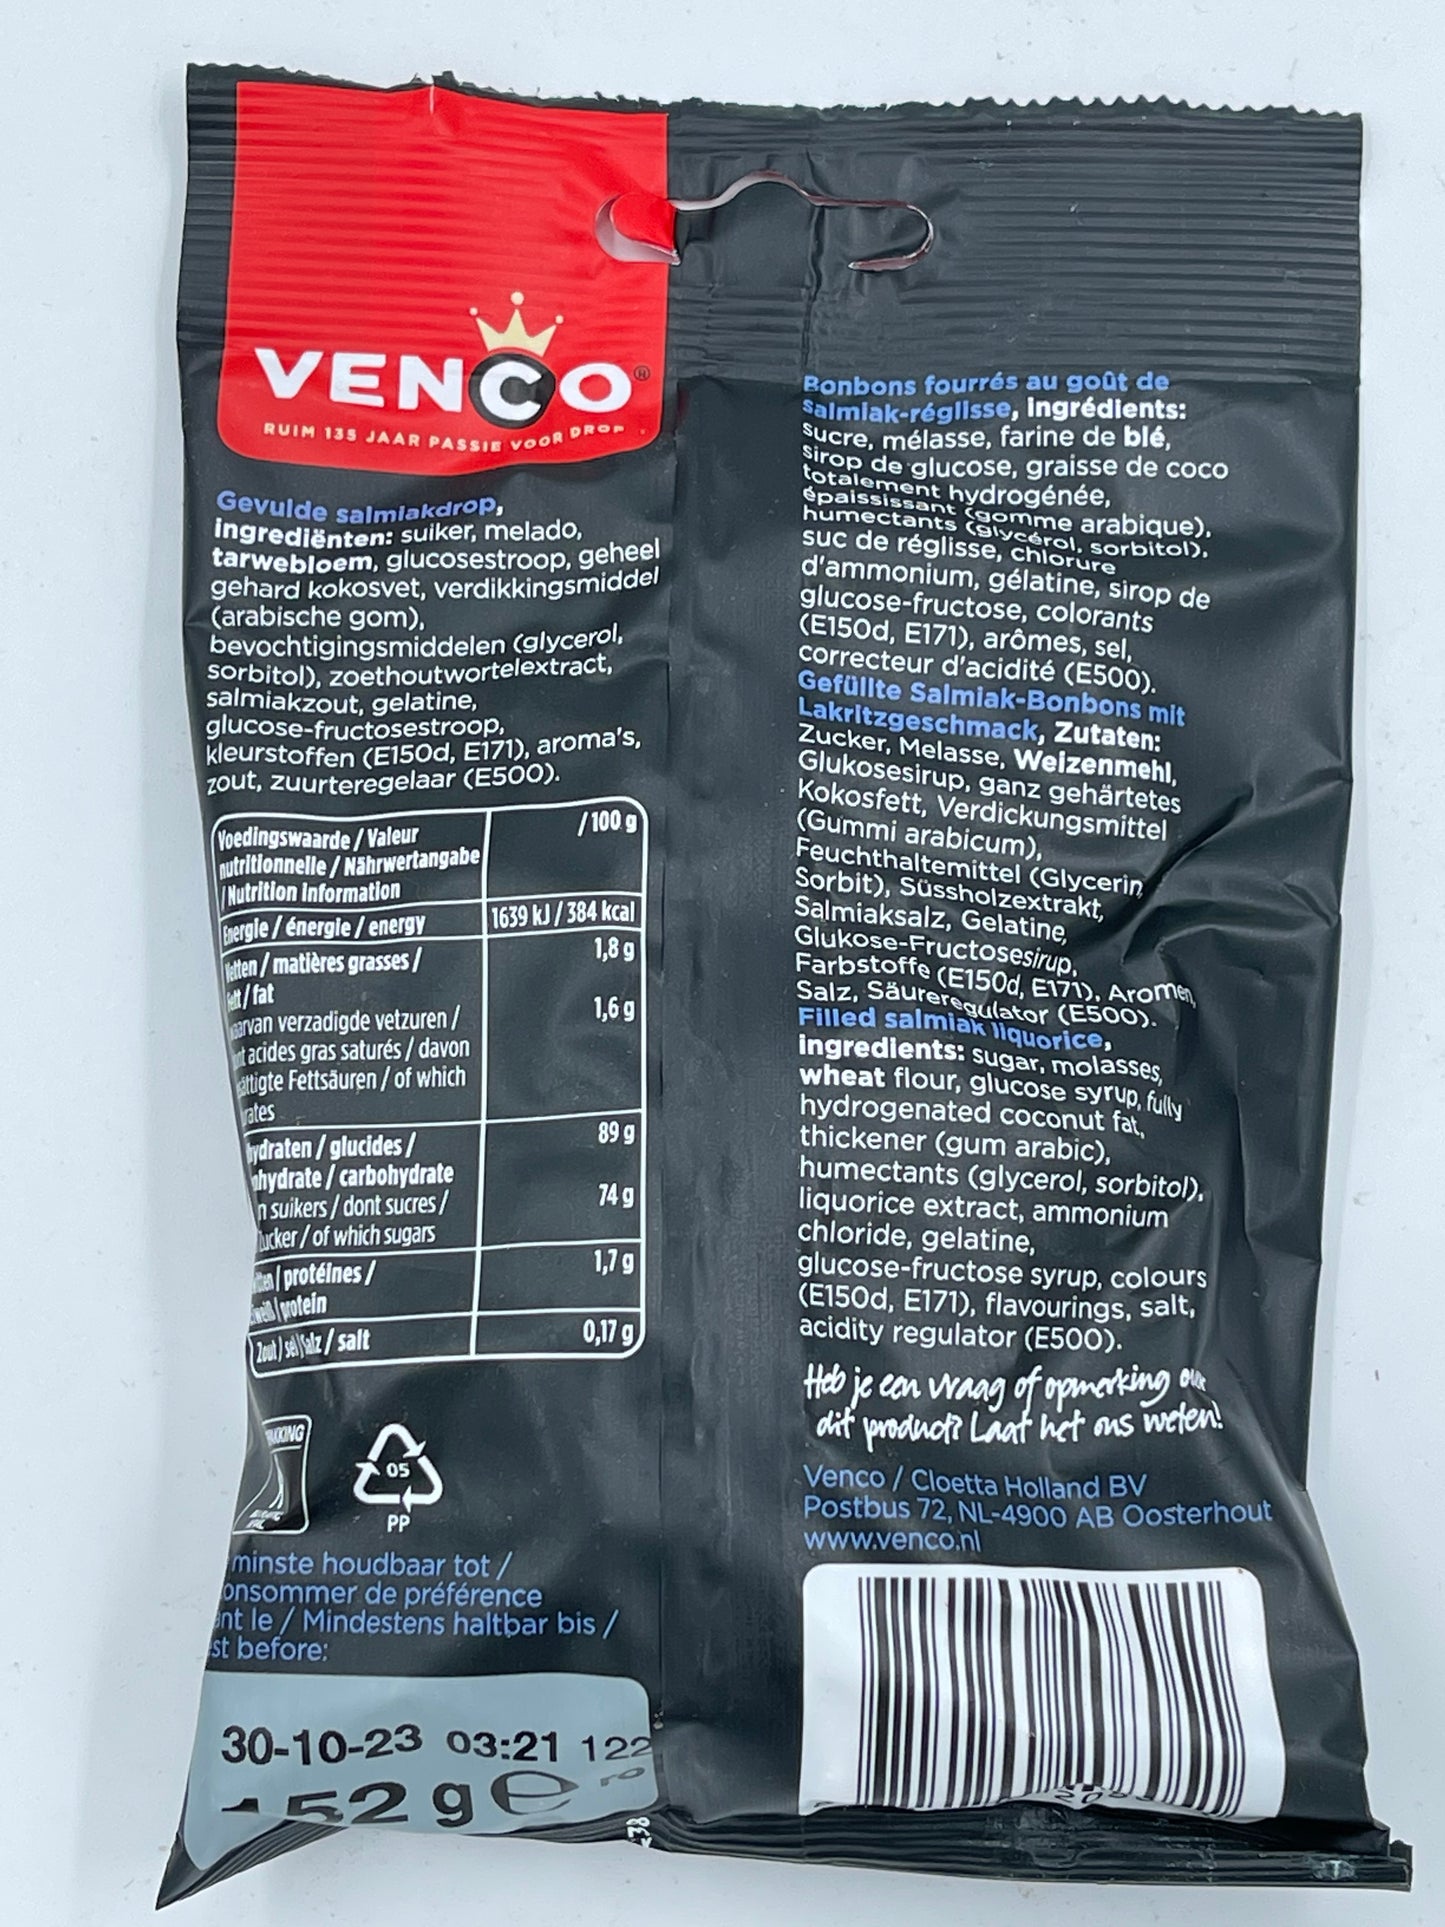 VENCO®
RUIM 135 JAAR PASSIE VOOR DROP
Gevulde salmiakdrop,
ingrediënten: suiker, melado,
tarwebloem, glucosestroop, geheel
gehard kokosvet, verdikkingsmiddel
(arabische gom),
bevochtigingsmiddelen (glycerol,
sorbitol), zoethoutwortelextract,
salmiakzout, gelatine,
glucose-fructosestroop,
kleurstoffen (E150d, E171), aroma's,
zout, zuurteregelaar (E500).
Voedingswaarde / Valeur /100 g
nutritionnelle / Nährwertangabe
/ Nutrition information
Energie / énergie / energy 1639 kJ / 384 kcal
Vetten / matières grasses / 1,8 g
Fett / fat
waarvan verzadigde vetzuren / 1,6 g
acides gras saturés / davon
Fettsäuren / of which
/ glucides / 89 g
/ carbohydrate
suikers / dont sucres / 74 g
Zucker / of which sugars
/ protéines / 1,7 g
/ protein
Zout / sel / Salz / salt 0,17 g
05
PP
minste houdbaar tot /
de préférence
le / Mindestens haltbar bis /
before:
30-10-23 03:21 122
152 g e
Bonbons fourrés au goût de
salmiak-réglisse, ingrédients:
sucre, mélasse, farine de blé,
sirop de glucose, graisse de coco
totalement hydrogénée,
épaississant (gomme arabique),
humectants (glycérol, sorbitol),
suc de réglisse, chlorure
d'ammonium, gélatine, sirop de
glucose-fructose, colorants
(E150d, E171), arômes, sel,
correcteur d'acidité (E500).
Gefüllte Salmiak-Bonbons mit
Lakritzgeschmack, Zutaten:
Zucker, Melasse, Weizenmehl,
Glukosesirup, ganz gehärtetes
Kokosfett, Verdickungsmittel
(Gummi arabicum),
Feuchthaltemittel (Glycerin,
Sorbit), Süssholzextrakt,
Salmiaksalz, Gelatine,
Glukose-Fructosesirup,
Farbstoffe (E150d, E171), Aromen,
Salz, Säureregulator (E500).
Filled salmiak liquorice,
ingredients: sugar, molasses,
wheat flour, glucose syrup, fully
hydrogenated coconut fat,
thickener (gum arabic),
humectants (glycerol, sorbitol),
liquorice extract, ammonium
chloride, gelatine,
glucose-fructose syrup, colours
(E150d, E171), flavourings, salt,
acidity regulator (E500).
Heb je een vraag of opmerking over
dit product? Laat het ons weten!
Venco / Cloetta Holland BV
Postbus 72, NL-4900 AB Oosterhout
www.venco.nl